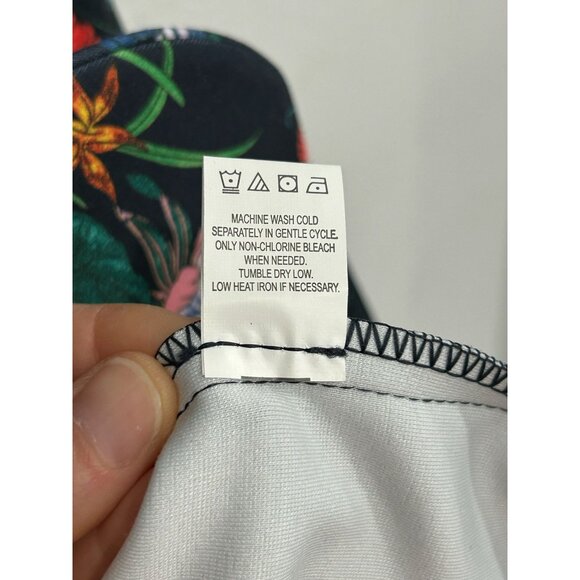 MACHINE WASH COLD
SEPARATELY IN GENTLE CYCLE.
ONLY NON-CHLORINE BLEACH
WHEN NEEDED.
TUMBLE DRY LOW.
LOW HEAT IRON IF NECESSARY.